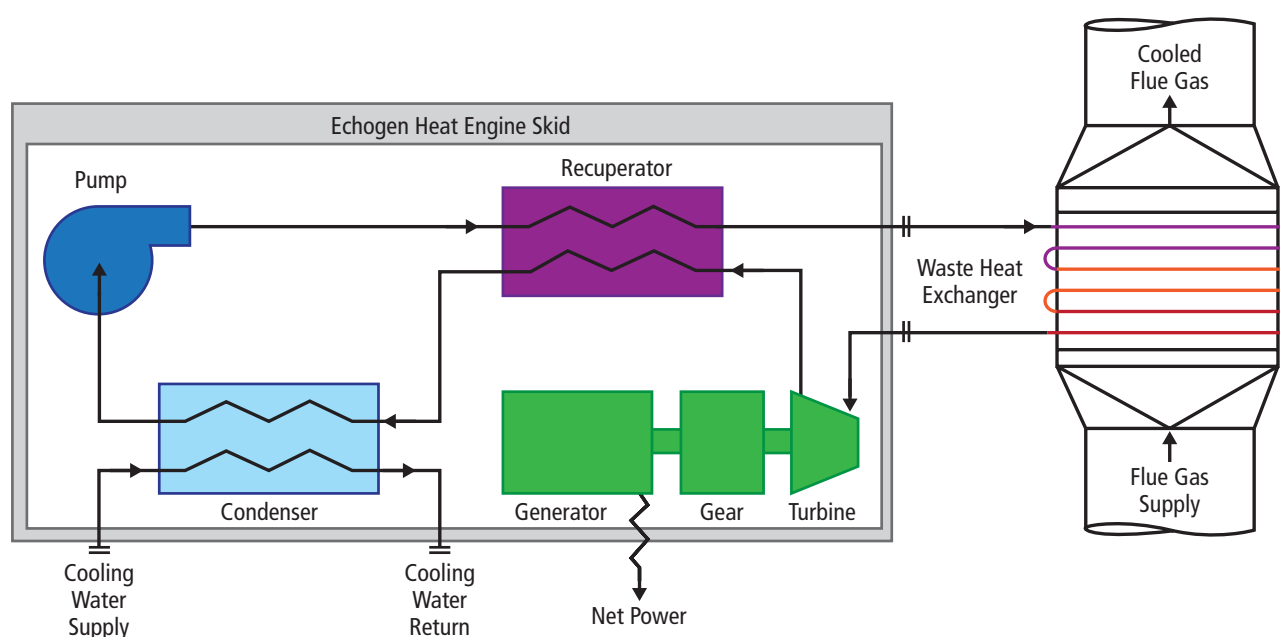 Cooled
Flue Gas
Echogen Heat Engine Skid
Pump
Recuperator
Waste Heat
Exchanger
Condenser
Generator
Gear
Turbine
Flue Gas
Supply
Cooling
Water
Supply
Cooling
Water
Return
Net Power